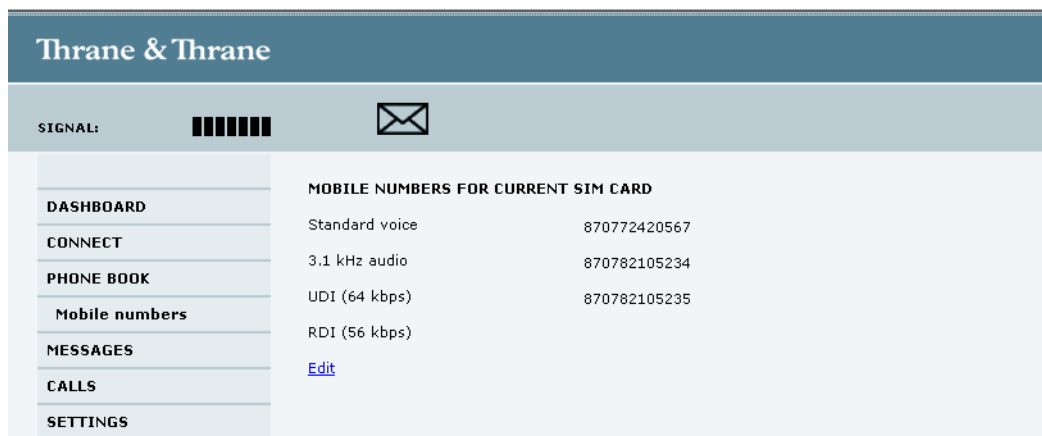 Thrane & Thrane
SIGNAL:
DASHBOARD
CONNECT
PHONE BOOK
Mobile numbers
MESSAGES
CALLS
SETTINGS
MOBILE NUMBERS FOR CURRENT SIM CARD
Standard voice 870772420567
3.1 kHz audio 870782105234
UDI (64 kbps) 870782105235
RDI (56 kbps)
Edit